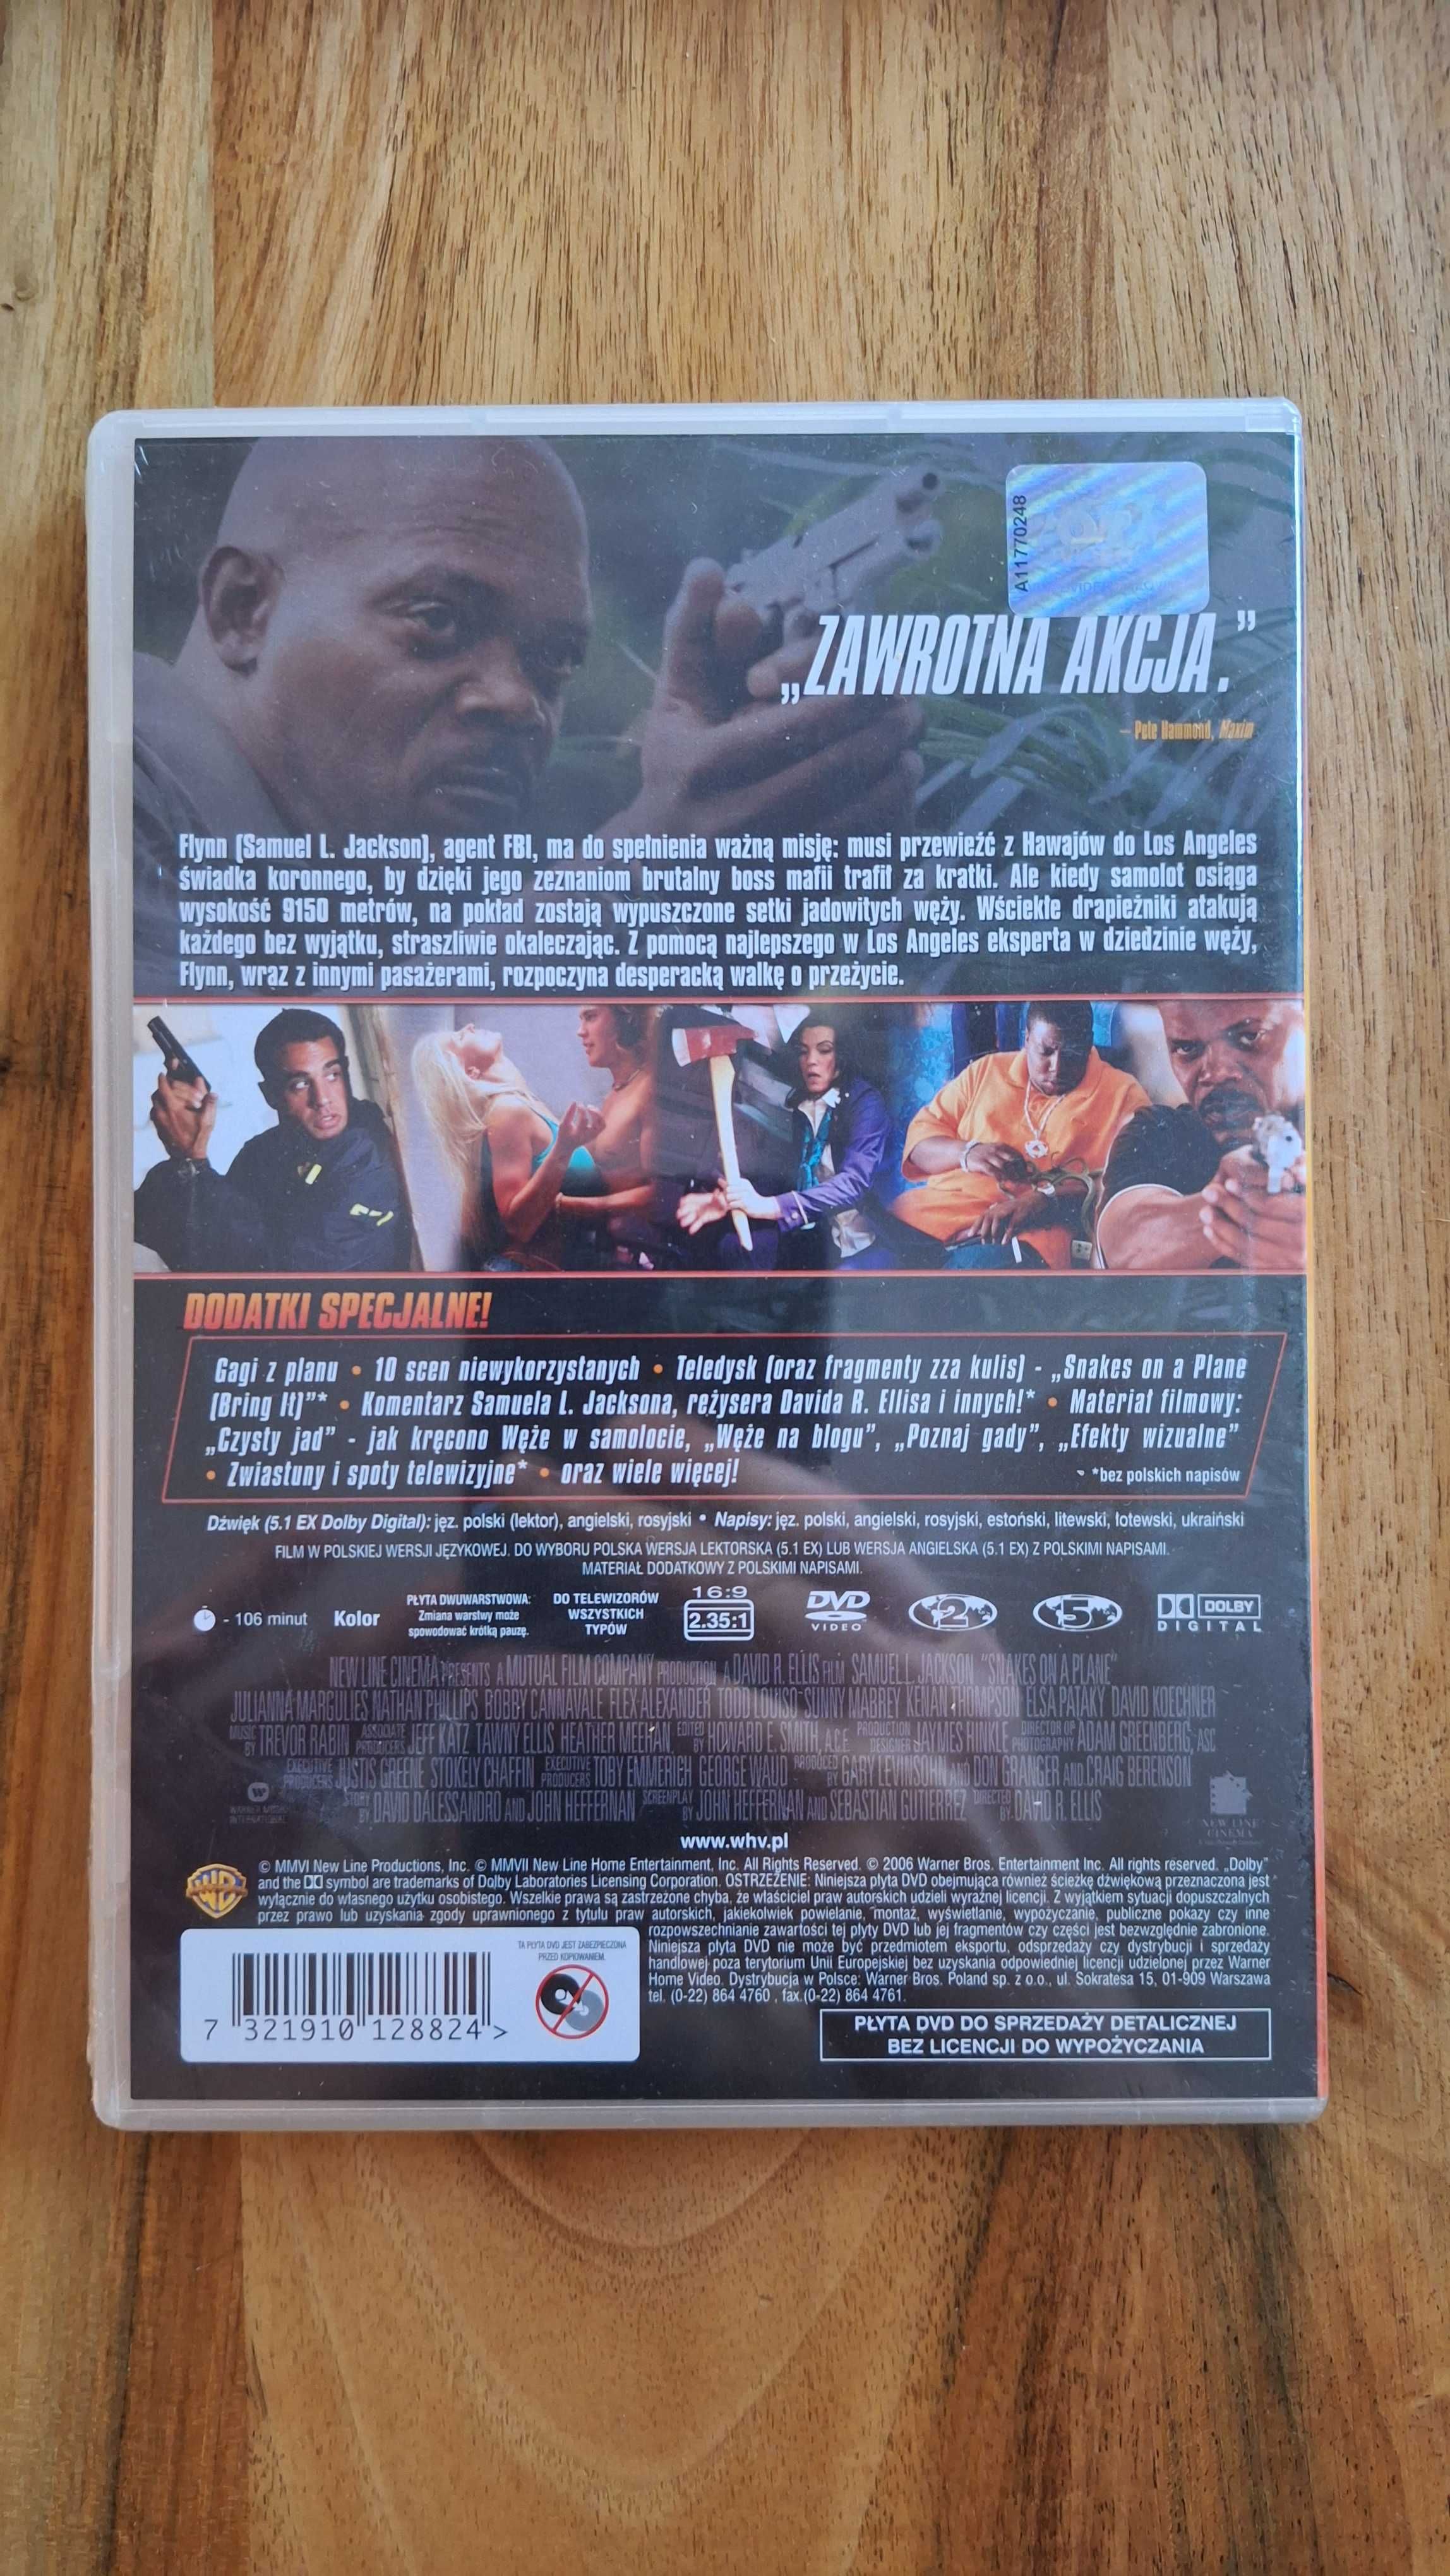 A11770248
„ZAWROTNA AKCJA.”
– Pete Hammond, Maxim
Flynn (Samuel L. Jackson), agent FBI, ma do spełnienia ważną misję: musi przewieźć z Hawajów do Los Angeles
świadka koronnego, by dzięki jego zeznaniom brutalny boss mafii trafił za kratki. Ale kiedy samolot osiąga
wysokość 9150 metrów, na pokład zostają wypuszczone setki jadowitych węży. Wściekłe drapieżniki atakują
każdego bez wyjątku, straszliwie okaleczając. Z pomocą najlepszego w Los Angeles eksperta w dziedzinie węży,
Flynn, wraz z innymi pasażerami, rozpoczyna desperacką walkę o przeżycie.
DODATKI SPECJALNE!
Gagi z planu • 10 scen niewykorzystanych • Teledysk (oraz fragmenty zza kulis) - „Snakes on a Plane
(Bring It)”* • Komentarz Samuela L. Jacksona, reżysera Davida R. Ellisa i innych!* • Materiał filmowy:
„Czysty jad” - jak kręcono Węże w samolocie, „Węże na blogu”, „Poznaj gady”, „Efekty wizualne”
• Zwiastuny i spoty telewizyjne* • oraz wiele więcej!
*bez polskich napisów
Dźwięk (5.1 EX Dolby Digital): jęz. polski (lektor), angielski, rosyjski • Napisy: jęz. polski, angielski, rosyjski, estoński, litewski, łotewski, ukraiński
FILM W POLSKIEJ WERSJI JĘZYKOWEJ. DO WYBORU POLSKA WERSJA LEKTORSKA (5.1 EX) LUB WERSJA ANGIELSKA (5.1 EX) Z POLSKIMI NAPISAMI.
MATERIAŁ DODATKOWY Z POLSKIMI NAPISAMI.
- 106 minut
Kolor
PŁYTA DWUWARSTWOWA:
Zmiana warstwy może
spowodować krótką pauzę.
DO TELEWIZORÓW
WSZYSTKICH
TYPÓW
16:9
2.35:1
DVD
VIDEO
2
5
DOLBY
DIGITAL
NEW LINE CINEMA PRESENTS A MUTUAL FILM COMPANY PRODUCTION A DAVID R. ELLIS FILM SAMUEL L. JACKSON "SNAKES ON A PLANE"
JULIANNA MARGULIES NATHAN PHILLIPS BOBBY CANNAVALE FLEX ALEXANDER TODD LOUISO SUNNY MABREY KENAN THOMPSON ELSA PATAKY DAVID KOECHNER
MUSIC BY TREVOR RABIN ASSOCIATE PRODUCERS JEFF KATZ TAWNY ELLIS HEATHER MEEHAN EDITED BY HOWARD E. SMITH, A.C.E. PRODUCTION DESIGNER JAYMES HINKLE DIRECTOR OF PHOTOGRAPHY ADAM GREENBERG, ASC
EXECUTIVE PRODUCERS JUSTIS GREENE STOKELY CHAFFIN EXECUTIVE PRODUCERS TOBY EMMERICH GEORGE WAUD PRODUCED BY GARY LEVINSOHN AND DON GRANGER AND CRAIG BERENSON
STORY BY DAVID DALESSANDRO AND JOHN HEFFERNAN SCREENPLAY BY JOHN HEFFERNAN AND SEBASTIAN GUTIERREZ DIRECTED BY DAVID R. ELLIS
NEW LINE
CINEMA
www.whv.pl
© MMVI New Line Productions, Inc. © MMVII New Line Home Entertainment, Inc. All Rights Reserved. © 2006 Warner Bros. Entertainment Inc. All rights reserved. „Dolby”
and the DD symbol are trademarks of Dolby Laboratories Licensing Corporation. OSTRZEŻENIE: Niniejsza płyta DVD obejmująca również ścieżkę dźwiękową przeznaczona jest
wyłącznie do własnego użytku osobistego. Wszelkie prawa są zastrzeżone chyba, że właściciel praw autorskich udzieli wyraźnej licencji. Z wyjątkiem sytuacji dopuszczalnych
przez prawo lub uzyskania zgody uprawnionego z tytułu praw autorskich, jakiekolwiek powielanie, montaż, wyświetlanie, wypożyczanie, publiczne pokazy czy inne
rozpowszechnianie zawartości tej płyty DVD lub jej fragmentów czy części jest bezwzględnie zabronione.
Niniejsza płyta DVD nie może być przedmiotem eksportu, odsprzedaży czy dystrybucji i sprzedaży
handlowej poza terytorium Unii Europejskiej bez uzyskania odpowiedniej licencji udzielonej przez Warner
Home Video. Dystrybucja w Polsce: Warner Bros. Poland sp. z o.o., ul. Sokratesa 15, 01-909 Warszawa
tel. (0-22) 864 4760 , fax.(0-22) 864 4761.
TA PŁYTA DVD JEST ZABEZPIECZONA
PRZED KOPIOWANIEM.
7 321910 128824 >
PŁYTA DVD DO SPRZEDAŻY DETALICZNEJ
BEZ LICENCJI DO WYPOŻYCZANIA